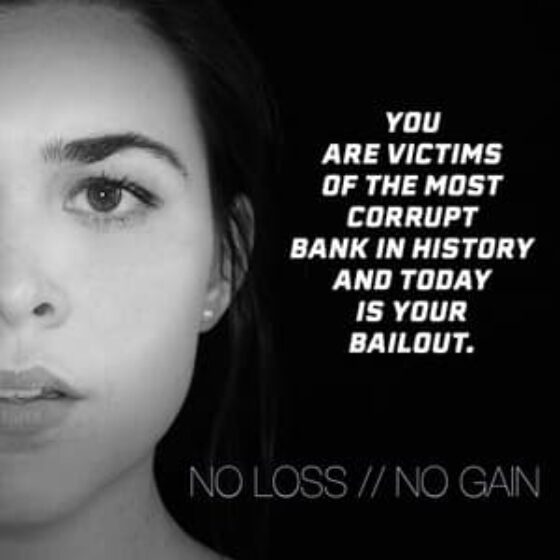 YOU
ARE VICTIMS
OF THE MOST
CORRUPT
BANK IN HISTORY
AND TODAY
IS YOUR
BAILOUT.
NO LOSS // NO GAIN